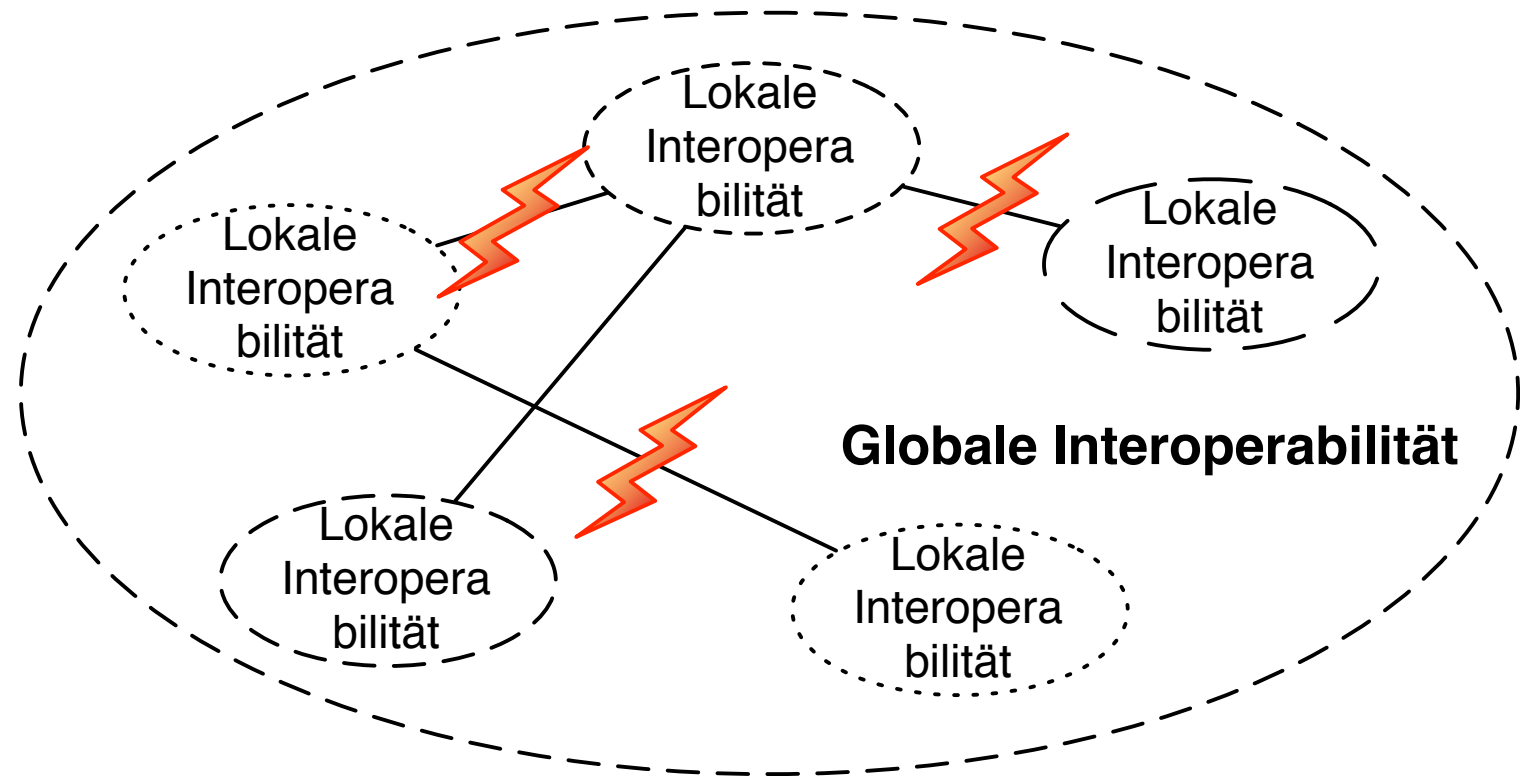 Lokale
Interopera
bilität
Lokale
Interopera
bilität
Lokale
Interopera
bilität
Globale Interoperabilität
Lokale
Interopera
bilität
Lokale
Interopera
bilität